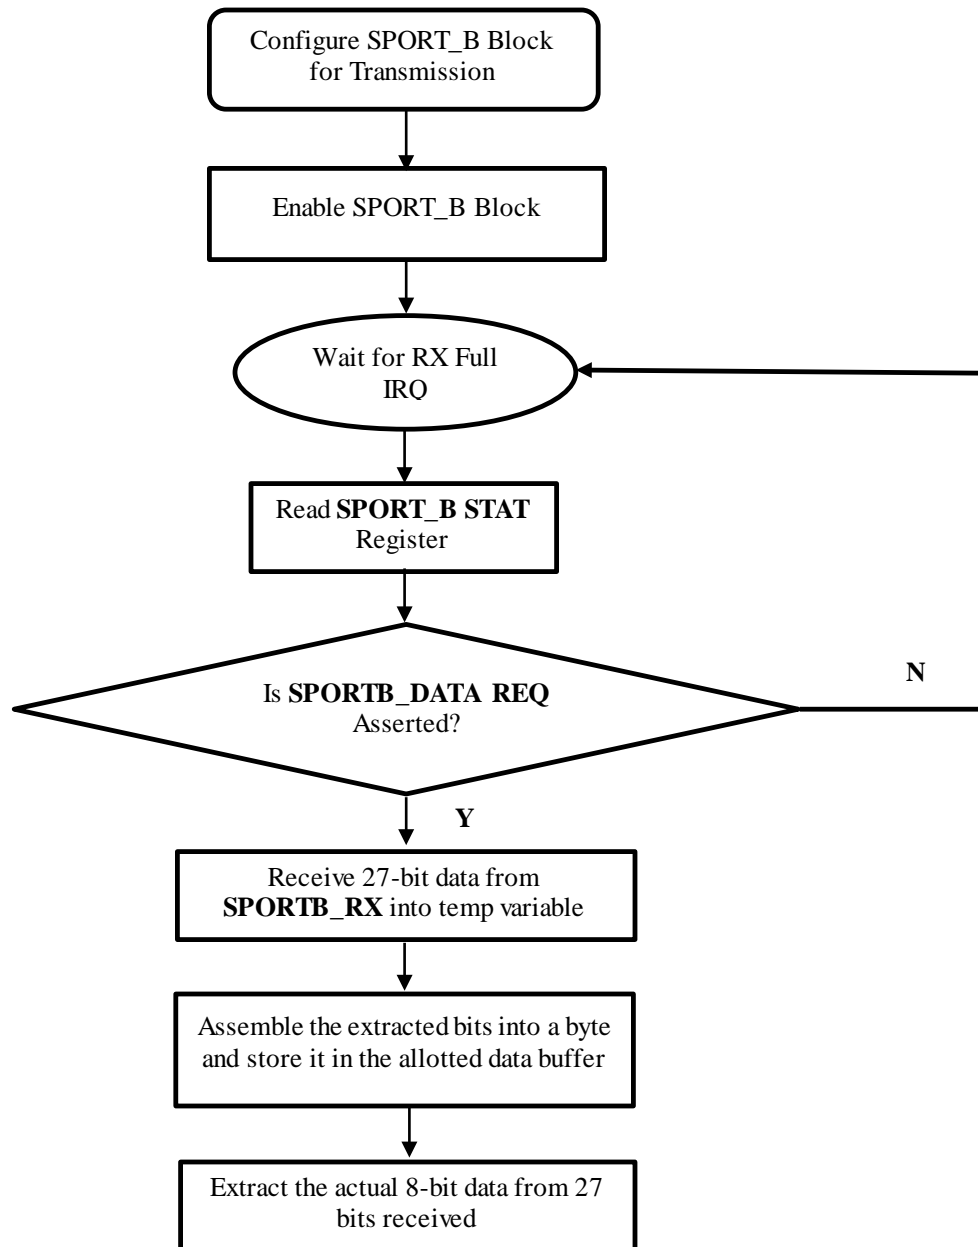 Configure SPORT_B Block
for Transmission
Enable SPORT_B Block
Wait for RX Full
IRQ
Read SPORT_B STAT
Register
Is SPORTB_DATA REQ
Asserted?
N
Y
Receive 27-bit data from
SPORTB_RX into temp variable
Assemble the extracted bits into a byte
and store it in the allotted data buffer
Extract the actual 8-bit data from 27
bits received